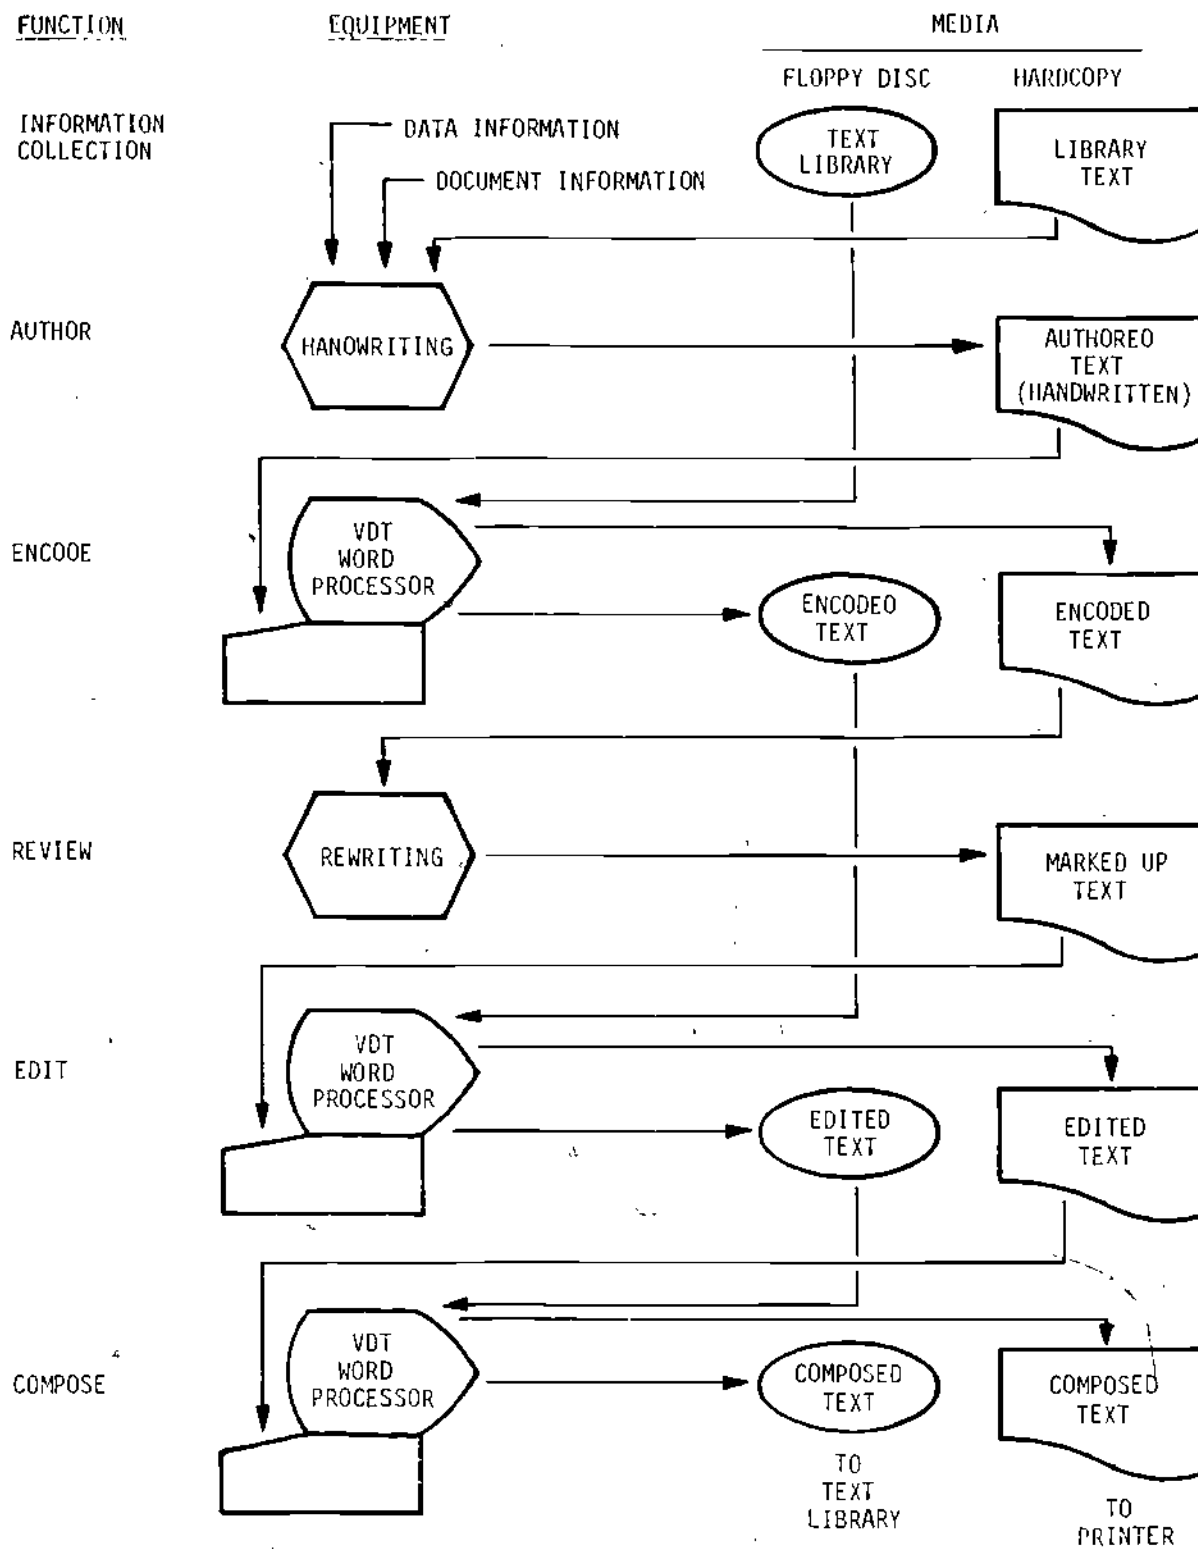 FUNCTION
EQUIPMENT
MEDIA
FLOPPY DISC
HARDCOPY
INFORMATION
COLLECTION
DATA INFORMATION
DOCUMENT INFORMATION
TEXT
LIBRARY
LIBRARY
TEXT
AUTHOR
HANOWRITING
AUTHOREO
TEXT
(HANDWRITTEN)
ENCOOE
VDT
WORD
PROCESSOR
ENCODEO
TEXT
ENCODED
TEXT
REVIEW
REWRITING
MARKED UP
TEXT
EDIT
VDT
WORD
PROCESSOR
EDITED
TEXT
EDITED
TEXT
COMPOSE
VDT
WORD
PROCESSOR
COMPOSED
TEXT
COMPOSED
TEXT
TO
TEXT
LIBRARY
TO
PRINTER